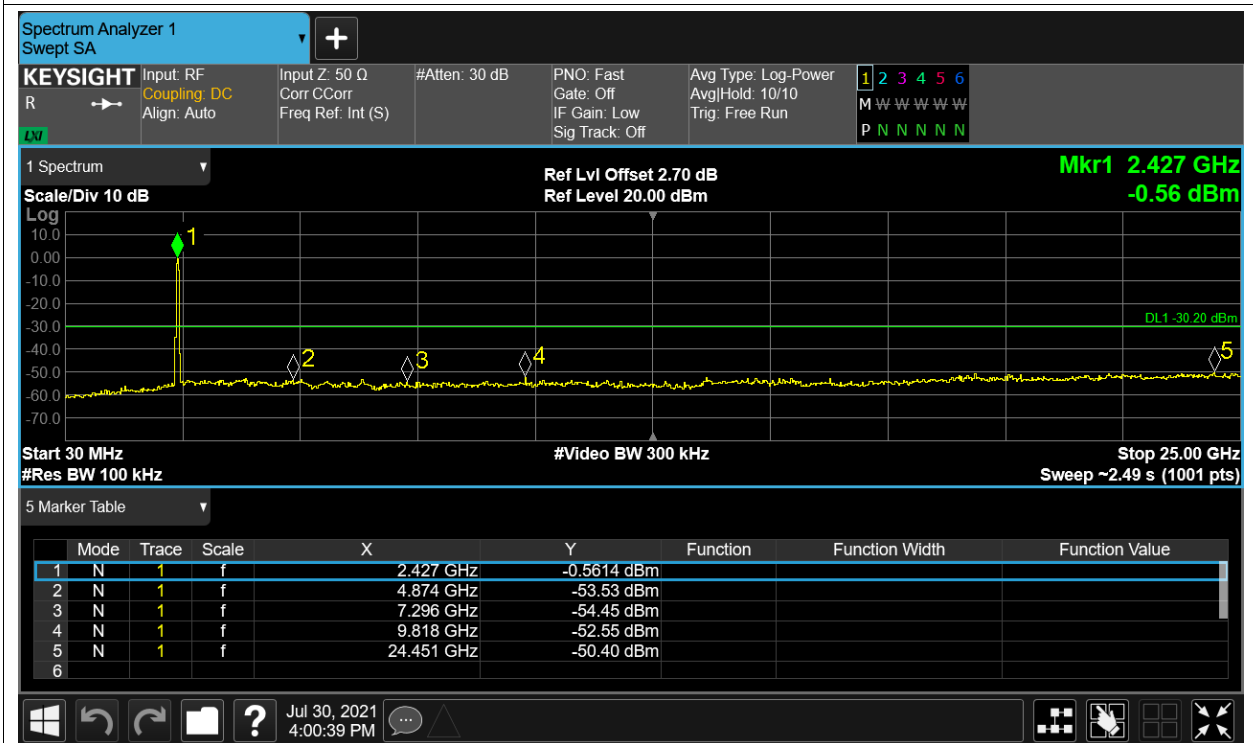 Spectrum Analyzer 1
Swept SA
KEYSIGHT
R
LXI
Input: RF
Coupling: DC
Align: Auto
Input Z: 50 Ω
Corr CCorr
Freq Ref: Int (S)
#Atten: 30 dB
PNO: Fast
Gate: Off
IF Gain: Low
Sig Track: Off
Avg Type: Log-Power
Avg|Hold: 10/10
Trig: Free Run
1 2 3 4 5 6
M W W W W W
P N N N N N
1 Spectrum
Scale/Div 10 dB
Ref Lvl Offset 2.70 dB
Ref Level 20.00 dBm
Mkr1 2.427 GHz
-0.56 dBm
Log
10.0
0.00
-10.0
-20.0
-30.0
-40.0
-50.0
-60.0
-70.0
1
2
3
4
5
DL1 -30.20 dBm
Start 30 MHz
#Video BW 300 kHz
Stop 25.00 GHz
#Res BW 100 kHz
Sweep ~2.49 s (1001 pts)
5 Marker Table
Mode Trace Scale X Y Function Function Width Function Value
1 N 1 f 2.427 GHz -0.5614 dBm
2 N 1 f 4.874 GHz -53.53 dBm
3 N 1 f 7.296 GHz -54.45 dBm
4 N 1 f 9.818 GHz -52.55 dBm
5 N 1 f 24.451 GHz -50.40 dBm
6
?
Jul 30, 2021
4:00:39 PM